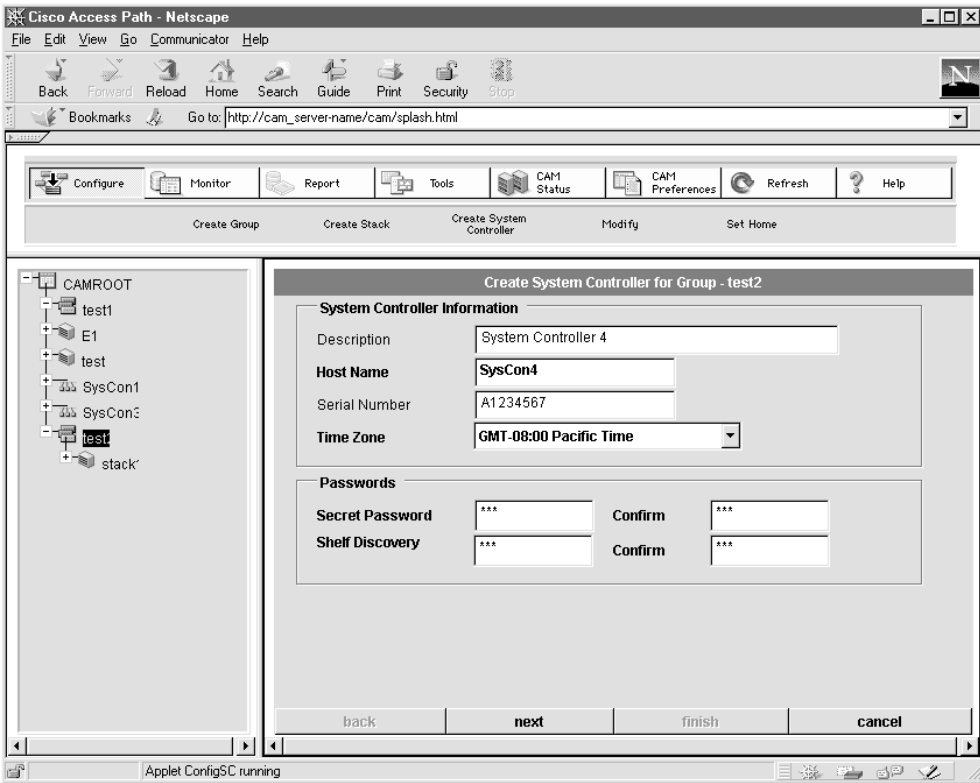 Cisco Access Path - Netscape
File Edit View Go Communicator Help
Back Forward Reload Home Search Guide Print Security Stop
N
Bookmarks Go to: http://cam_server-name/cam/splash.html
Configure Monitor Report Tools CAM Status CAM Preferences Refresh Help
Create Group Create Stack Create System Controller Modify Set Home
CAMROOT
test1
E1
test
SysCon1
SysCon3
test2
stack1
Create System Controller for Group - test2
System Controller Information
Description System Controller 4
Host Name SysCon4
Serial Number A1234567
Time Zone GMT-08:00 Pacific Time
Passwords
Secret Password *** Confirm ***
Shelf Discovery *** Confirm ***
back next finish cancel
Applet ConfigSC running